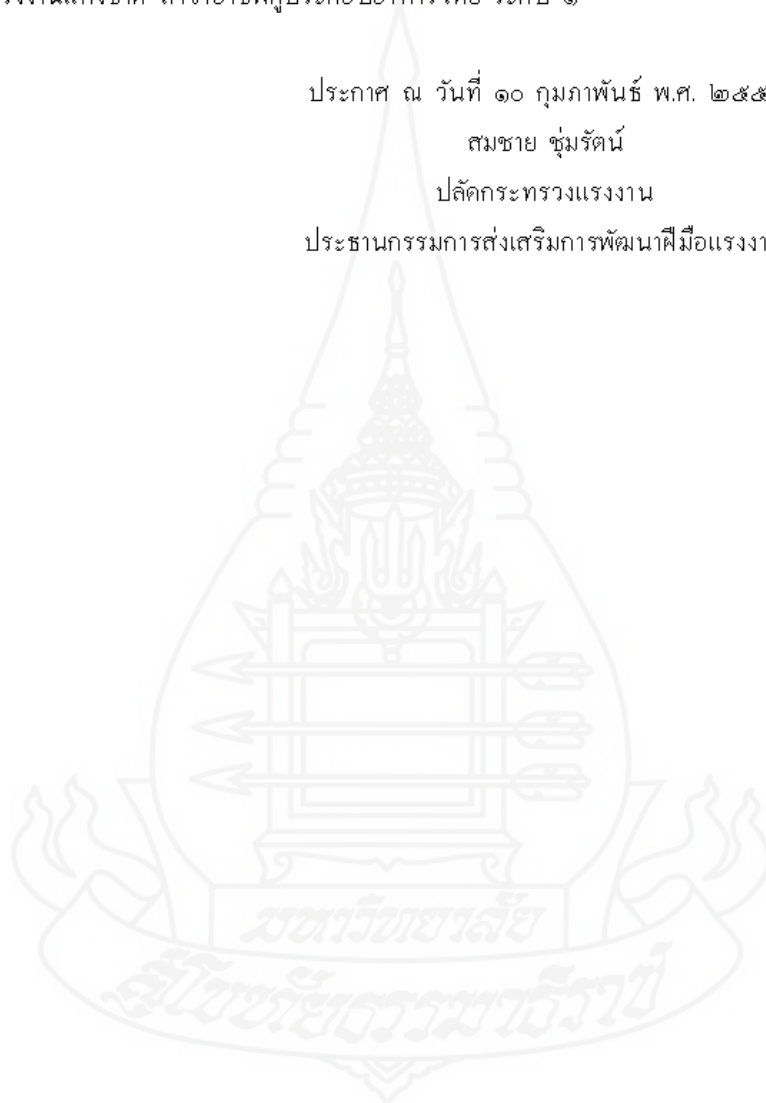 ประกาศ ณ วันที่ ๑๐ กุมภาพันธ์ พ.ศ. ๒๕๕
สมชาย ชุ่มรัตน์
ปลัดกระทรวงแรงงาน
ประธานกรรมการส่งเสริมการพัฒนาฝีมือแรงงา
มหาวิทยาลัย
สุโขทัยธรรมาธิราช